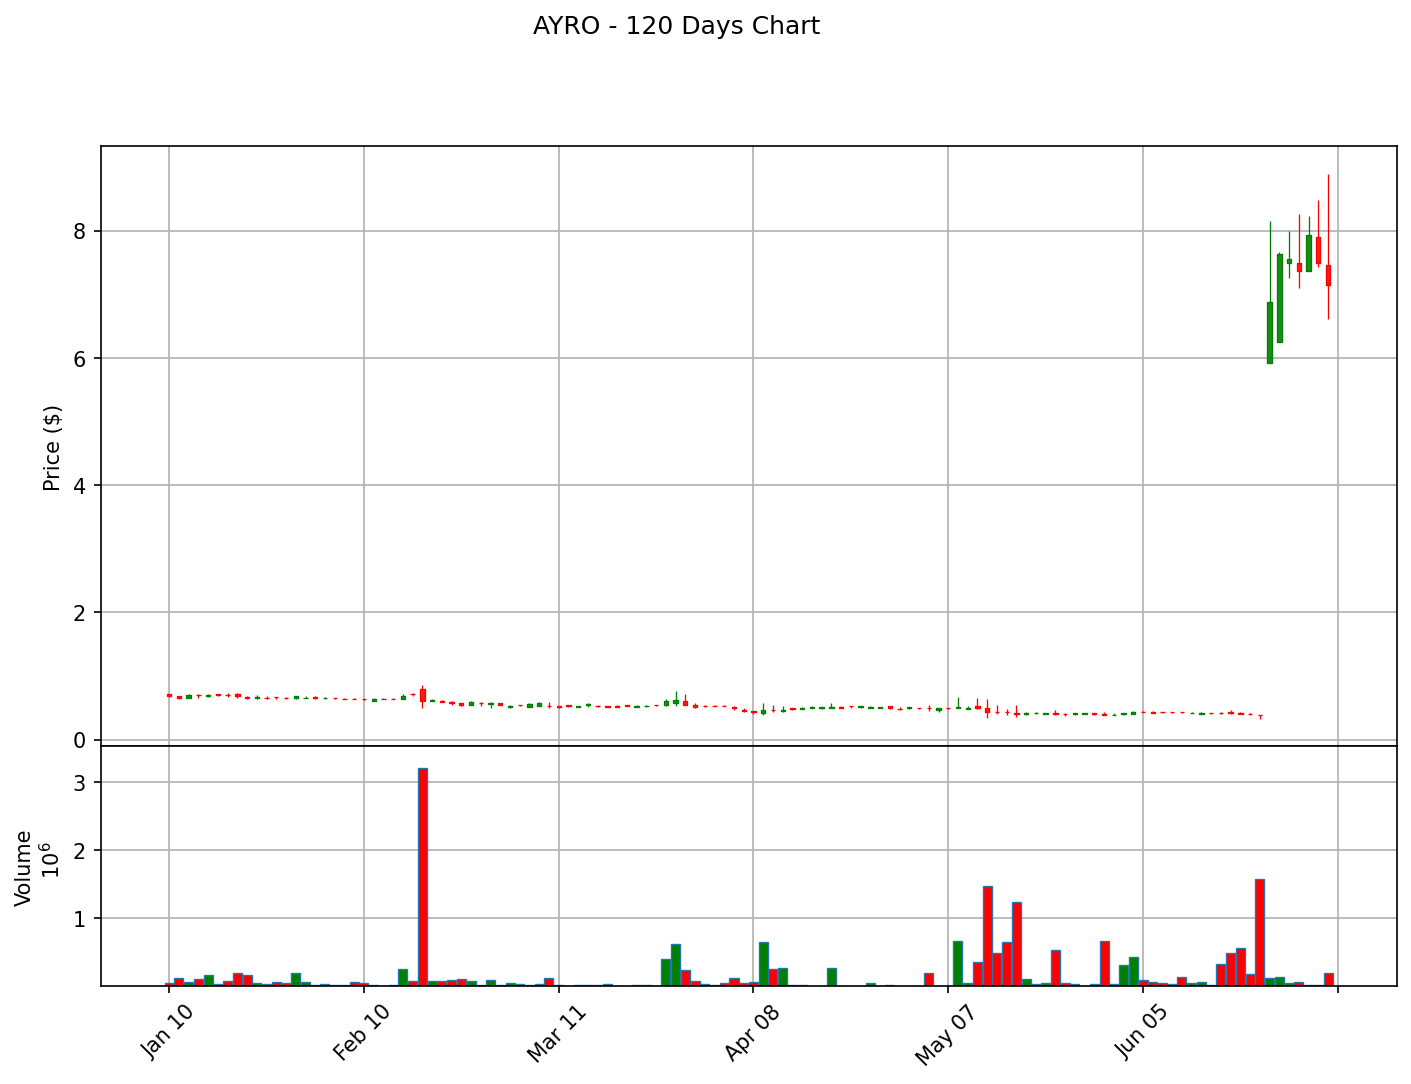 AYRO - 120 Days Chart
Price ($)
8
6
4
2
0
Volume
10^6
3
2
1
Jan 10
Feb 10
Mar 11
Apr 08
May 07
Jun 05